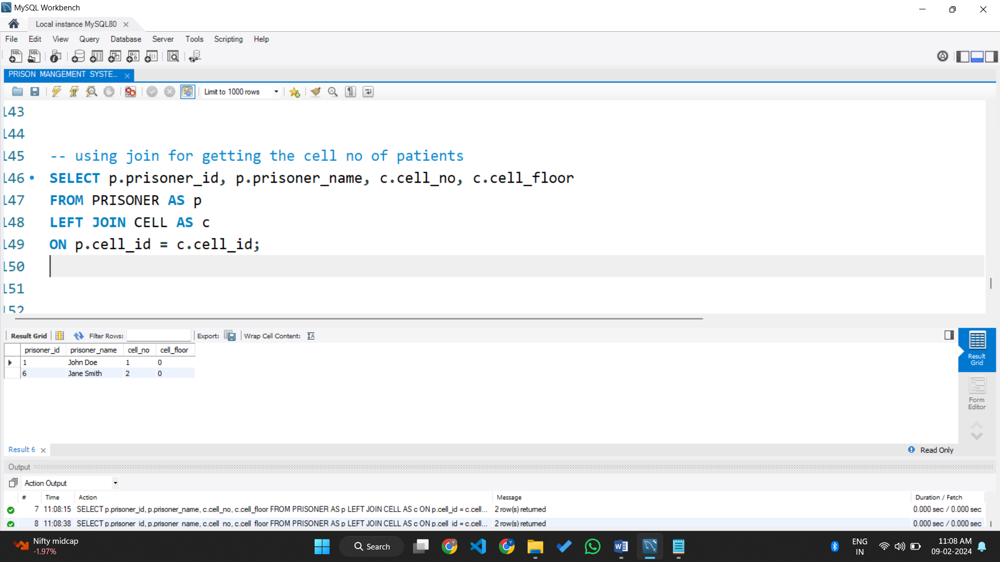 MySQL Workbench
Local instance MySQL80
File Edit View Query Database Server Tools Scripting Help
PRISON MANGEMENT SYSTE...
Limit to 1000 rows
143
144
145 -- using join for getting the cell no of patients
146 SELECT p.prisoner_id, p.prisoner_name, c.cell_no, c.cell_floor
147 FROM PRISONER AS p
148 LEFT JOIN CELL AS c
149 ON p.cell_id = c.cell_id;
150
151
152
Result Grid Filter Rows: Export: Wrap Cell Content:
prisoner_id prisoner_name cell_no cell_floor
1 John Doe 1 0
6 Jane Smith 2 0
Result Grid
Form Editor
Result 6 Read Only
Output
Action Output
# Time Action Message Duration / Fetch
7 11:08:15 SELECT p.prisoner_id, p.prisoner_name, c.cell_no, c.cell_floor FROM PRISONER AS p LEFT JOIN CELL AS c ON p.cell_id = c.cell... 2 row(s) returned 0.000 sec / 0.000 sec
8 11:08:38 SELECT p.prisoner_id, p.prisoner_name, c.cell_no, c.cell_floor FROM PRISONER AS p LEFT JOIN CELL AS c ON p.cell_id = c.cell... 2 row(s) returned 0.000 sec / 0.000 sec
Nifty midcap
-1.97%
Search
ENG
IN
11:08 AM
09-02-2024